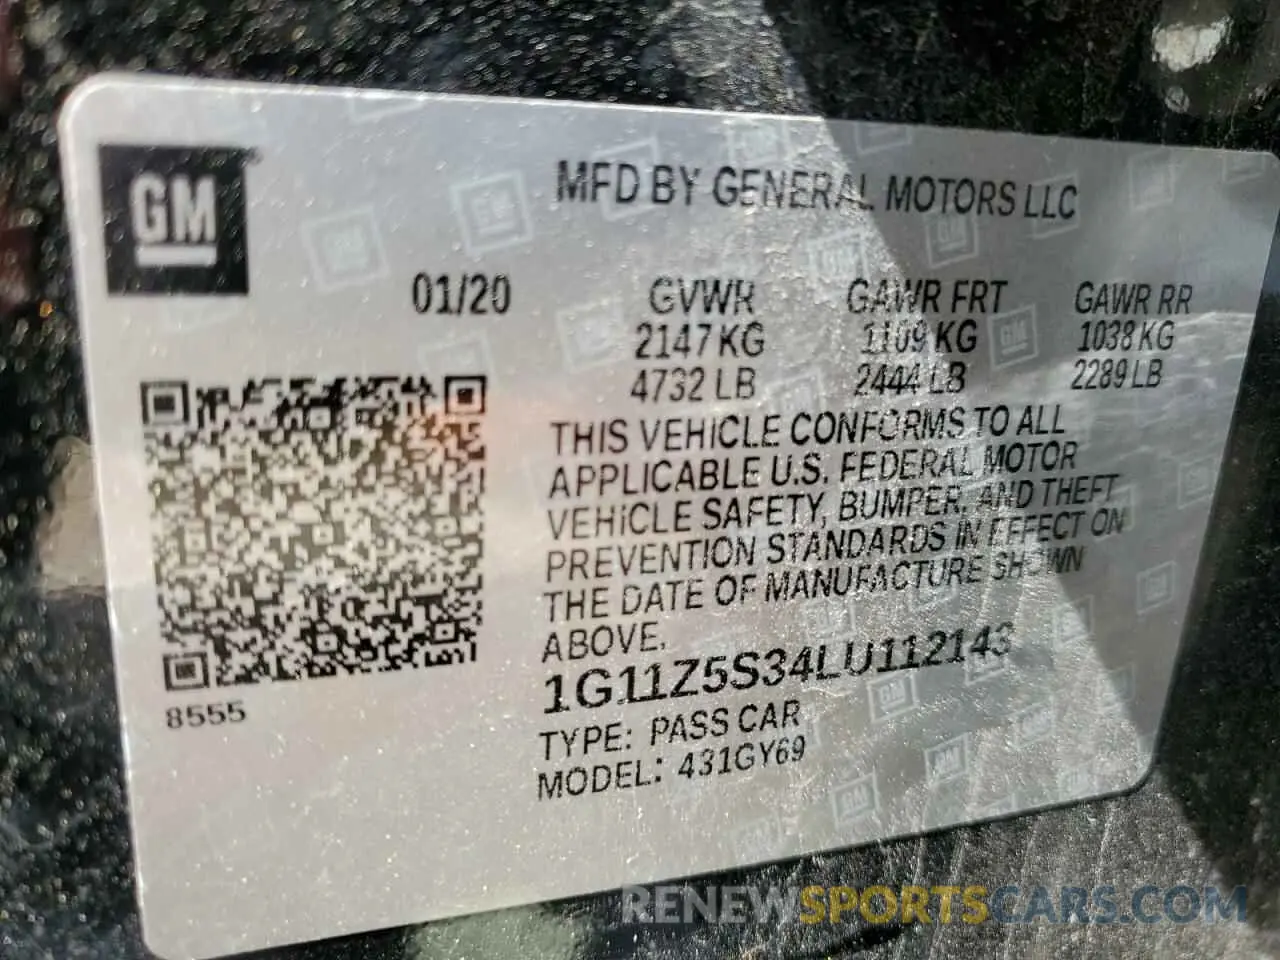 GM
MFD BY GENERAL MOTORS LLC
01/20 GVWR GAWR FRT GAWR RR
2147 KG 1109 KG 1038 KG
4732 LB 2444 LB 2289 LB
THIS VEHICLE CONFORMS TO ALL
APPLICABLE U.S. FEDERAL MOTOR
VEHICLE SAFETY, BUMPER, AND THEFT
PREVENTION STANDARDS IN EFFECT ON
THE DATE OF MANUFACTURE SHOWN
ABOVE.
1G11Z5S34LU112143
TYPE: PASS CAR
MODEL: 431GY69
8555
RENEWSPORTSCARS.COM